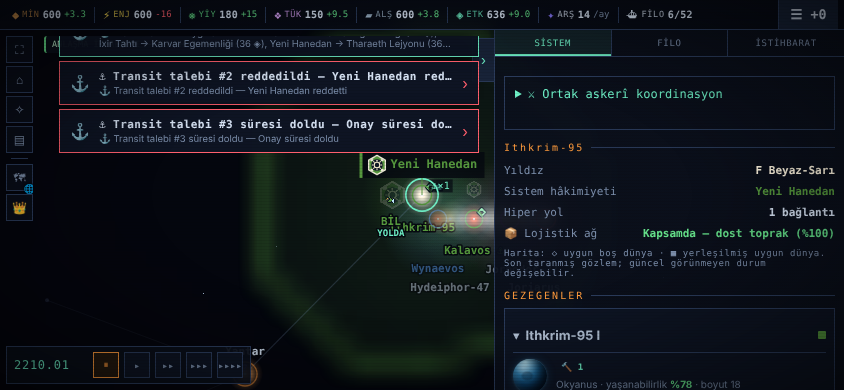 MİN 600 +3.3 ENJ 600 -16 YİY 180 +15 TÜK 150 +9.5 ALŞ 600 +3.8 ETK 636 +9.0 ARŞ 14 /ay FİLO 6/52
☰ +0
İxir Tahtı → Karvar Egemenliği (36 ◈), Yeni Hanedan → Tharaeth Lejyonu (36...
⚓ Transit talebi #2 reddedildi — Yeni Hanedan red…
⚓ Transit talebi #2 reddedildi — Yeni Hanedan reddetti
⚓ Transit talebi #3 süresi doldu — Onay süresi do…
⚓ Transit talebi #3 süresi doldu — Onay süresi doldu
Yeni Hanedan
×1
BİL
YOLDA
Ithkrim-95
Kalavos
Wynaevos
Hydeiphor-47
ar
2210.01
SİSTEM FİLO İSTİHBARAT
▶ ⚔ Ortak askerî koordinasyon
Ithkrim-95
Yıldız F Beyaz-Sarı
Sistem hâkimiyeti Yeni Hanedan
Hiper yol 1 bağlantı
📦 Lojistik ağ Kapsamda — dost toprak (%100)
Harita: ◇ uygun boş dünya · ■ yerleşilmiş uygun dünya.
Son taranmış gözlem; güncel görünmeyen durum
değişebilir.
GEZEGENLER
▾ Ithkrim-95 I
🔨 1
Okyanus · yaşanabilirlik %78 · boyut 18